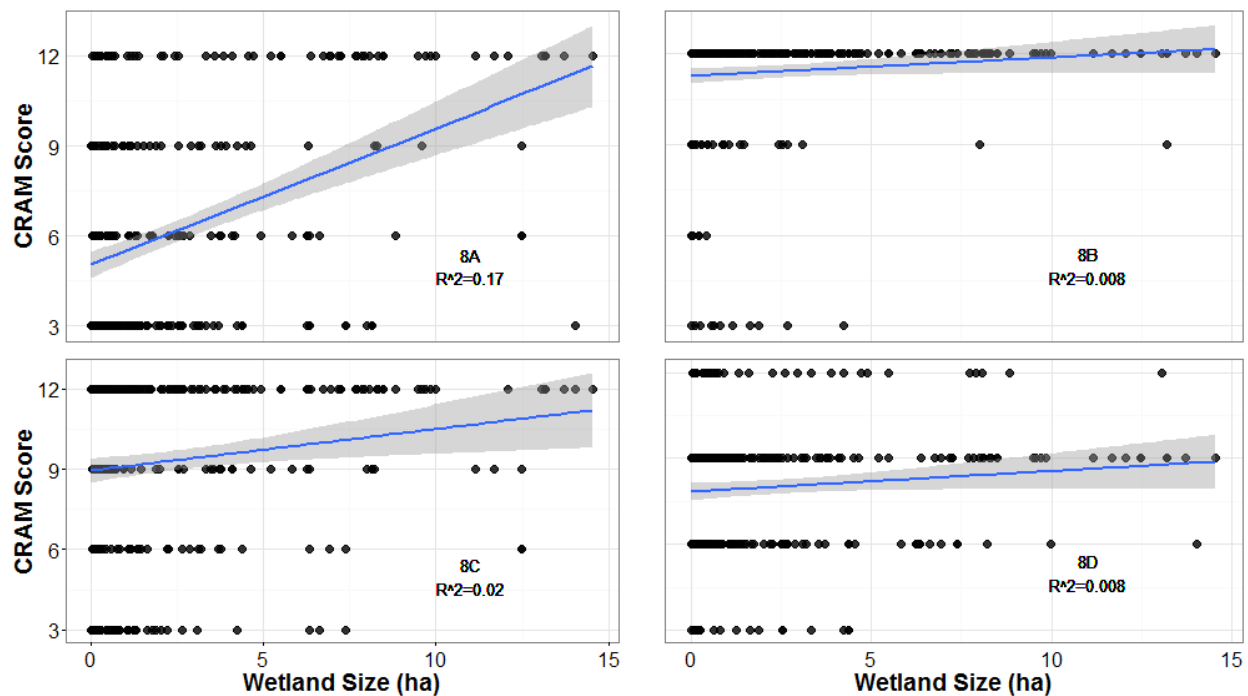 CRAM Score
12
9
6
3
8A
R^2=0.17
8B
R^2=0.008
CRAM Score
12
9
6
3
8C
R^2=0.02
8D
R^2=0.008
0 5 10 15
Wetland Size (ha)
0 5 10 15
Wetland Size (ha)